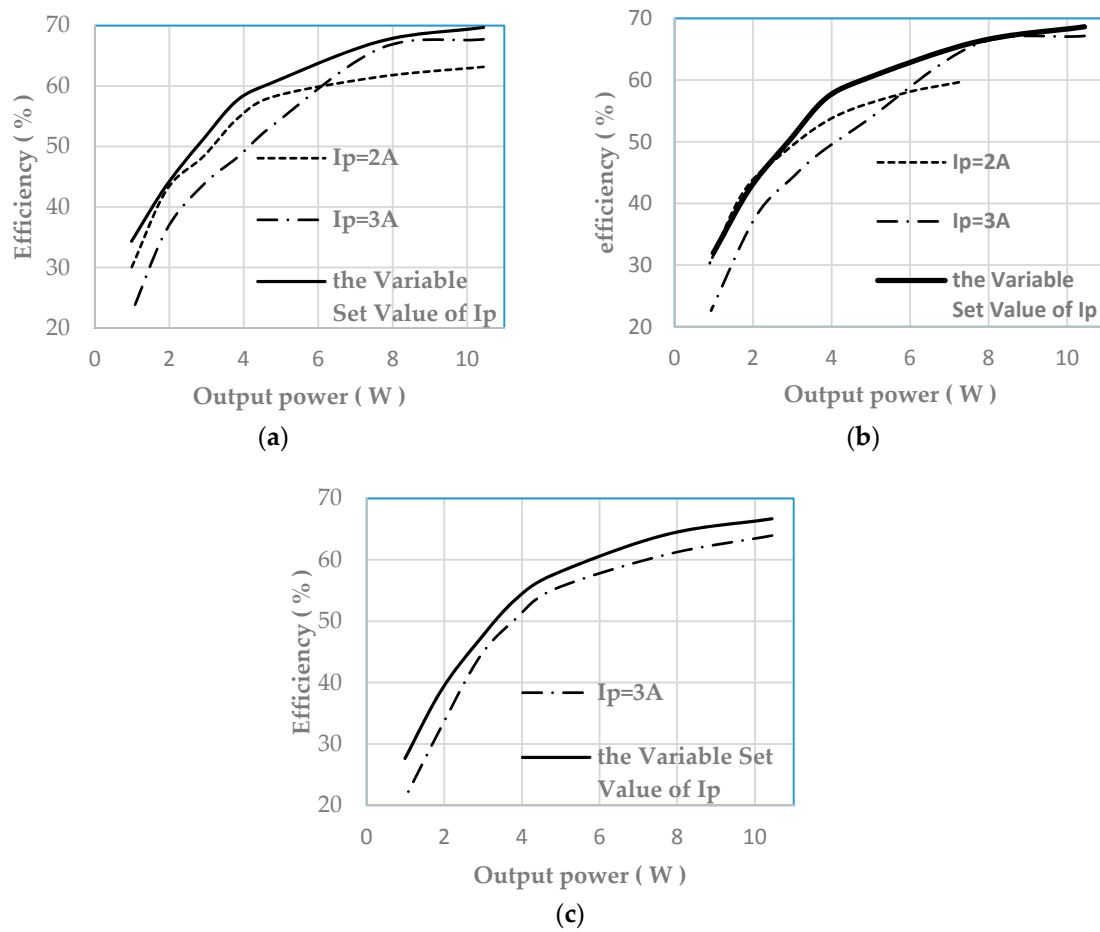 70
60
50
40
30
20
Efficiency ( % )
Ip=2A
Ip=3A
the Variable
Set Value of Ip
0 2 4 6 8 10
Output power ( W )
(a)
70
60
50
40
30
20
efficiency ( % )
Ip=2A
Ip=3A
the Variable
Set Value of Ip
0 2 4 6 8 10
Output power ( W )
(b)
70
60
50
40
30
20
Efficiency ( % )
Ip=3A
the Variable Set
Value of Ip
0 2 4 6 8 10
Output power ( W )
(c)